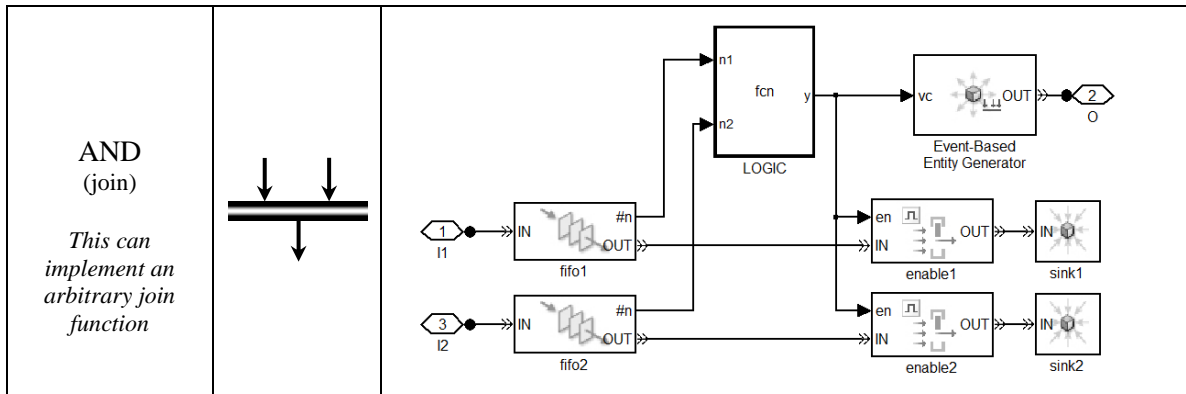 AND
(join)
This can
implement an
arbitrary join
function
n1
n2
fcn
y
LOGIC
vc
OUT
Event-Based
Entity Generator
2
O
1
I1
IN
#n
OUT
fifo1
en
IN
OUT
enable1
IN
sink1
3
I2
IN
#n
OUT
fifo2
en
IN
OUT
enable2
IN
sink2